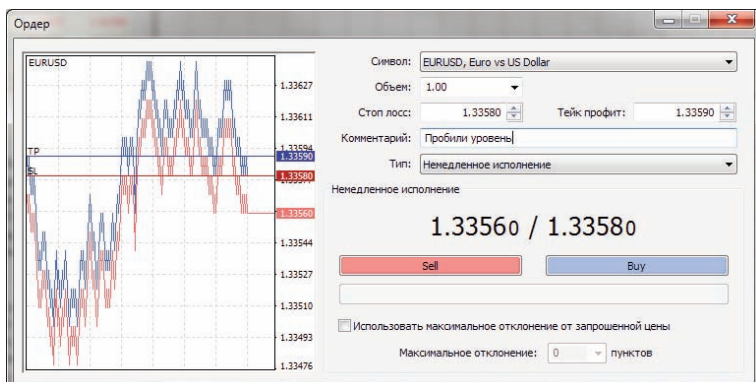 Ордер
EURUSD
1.33627
1.33611
1.33594
TP
1.33590
SL
1.33580
1.33577
1.33560
1.33544
1.33527
1.33510
1.33493
1.33476
Символ: EURUSD, Euro vs US Dollar
Объем: 1.00
Стоп лосс: 1.33580 Тейк профит: 1.33590
Комментарий: Пробили уровень
Тип: Немедленное исполнение
Немедленное исполнение
1.33560 / 1.33580
Sell Buy
Использовать максимальное отклонение от запрошенной цены
Максимальное отклонение: 0 пунктов